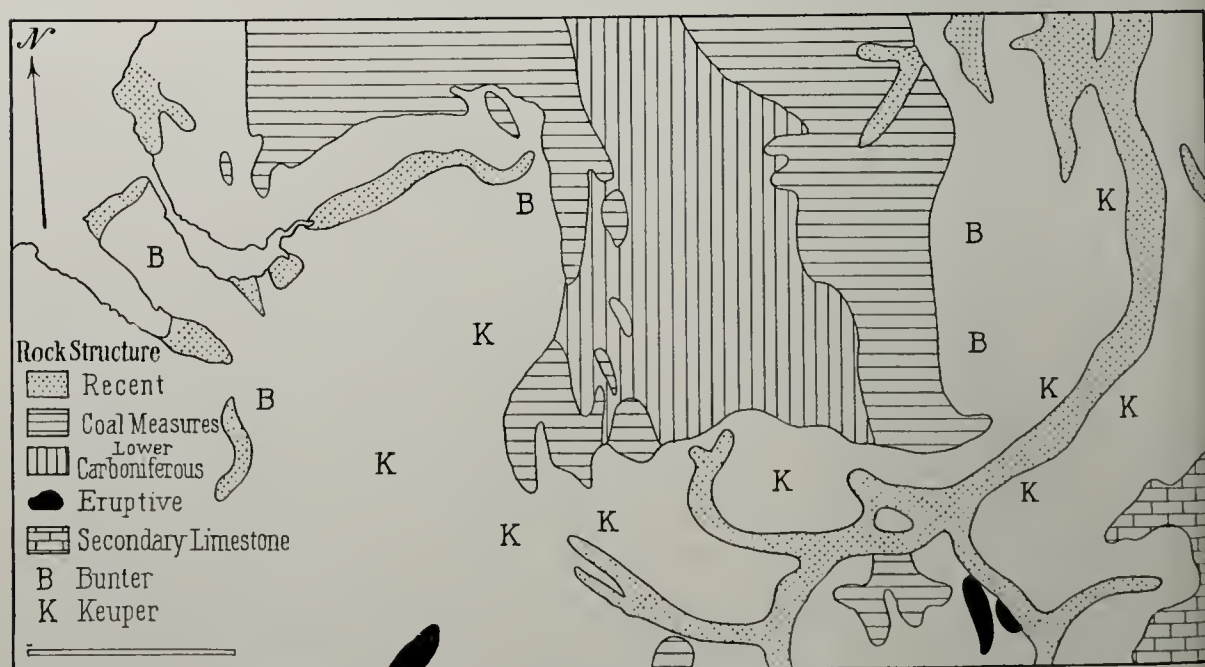 N
B
K
B
B
K
B
B
K
K
K
K
K
K
K
K
Rock Structure
Recent
Coal Measures
Lower
Carboniferous
Eruptive
Secondary Limestone
B Bunter
K Keuper